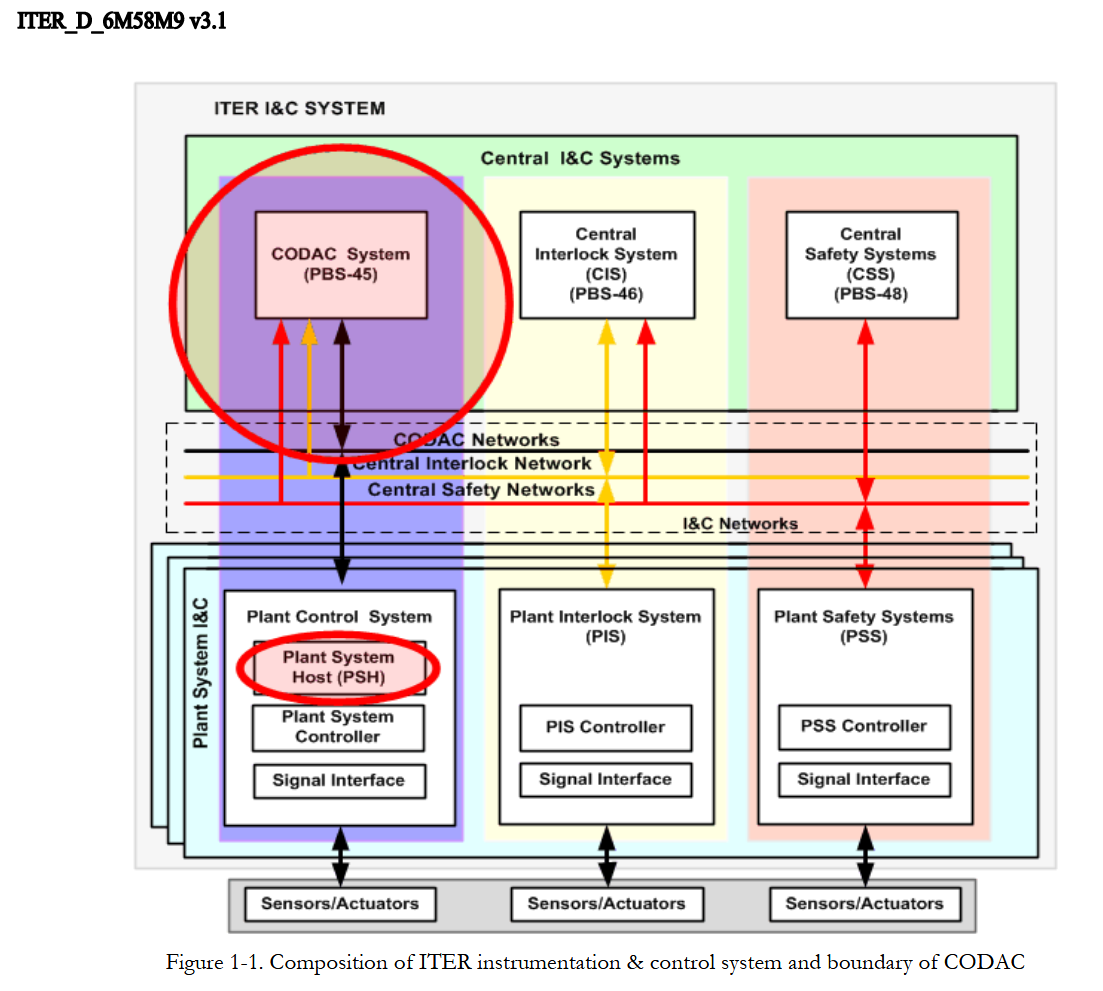 ITER_D_6M58M9 v3.1
ITER I&C SYSTEM
Central I&C Systems
CODAC System
(PBS-45)
Central
Interlock System
(CIS)
(PBS-46)
Central
Safety Systems
(CSS)
(PBS-48)
CODAC Networks
Central Interlock Network
Central Safety Networks
I&C Networks
Plant System I&C
Plant Control System
Plant System
Host (PSH)
Plant System
Controller
Signal Interface
Plant Interlock System
(PIS)
PIS Controller
Signal Interface
Plant Safety Systems
(PSS)
PSS Controller
Signal Interface
Sensors/Actuators
Sensors/Actuators
Sensors/Actuators
Figure 1-1. Composition of ITER instrumentation & control system and boundary of CODAC